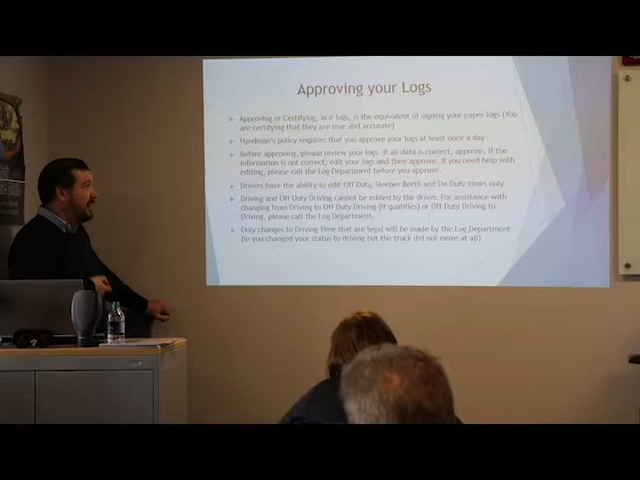 Approving your Logs
Approving or Certifying, in e logs, is the equivalent of signing your paper logs (You
are certifying that they are true and accurate)
Hyndman's policy requires that you approve your logs at least once a day
Before approving, please review your logs. If all data is correct, approve. If the
information is not correct, edit your logs and then approve. If you need help with
editing, please call the Log Department before you approve.
Drivers have the ability to edit Off Duty, Sleeper Berth and On Duty times only.
Driving and Off Duty Driving cannot be edited by the driver. For assistance with
changing from Driving to Off Duty Driving (if qualifies) or Off Duty Driving to
Driving, please call the Log Department.
Only changes to Driving Time that are legal will be made by the Log Department
(ie you changed your status to driving but the truck did not move at all)